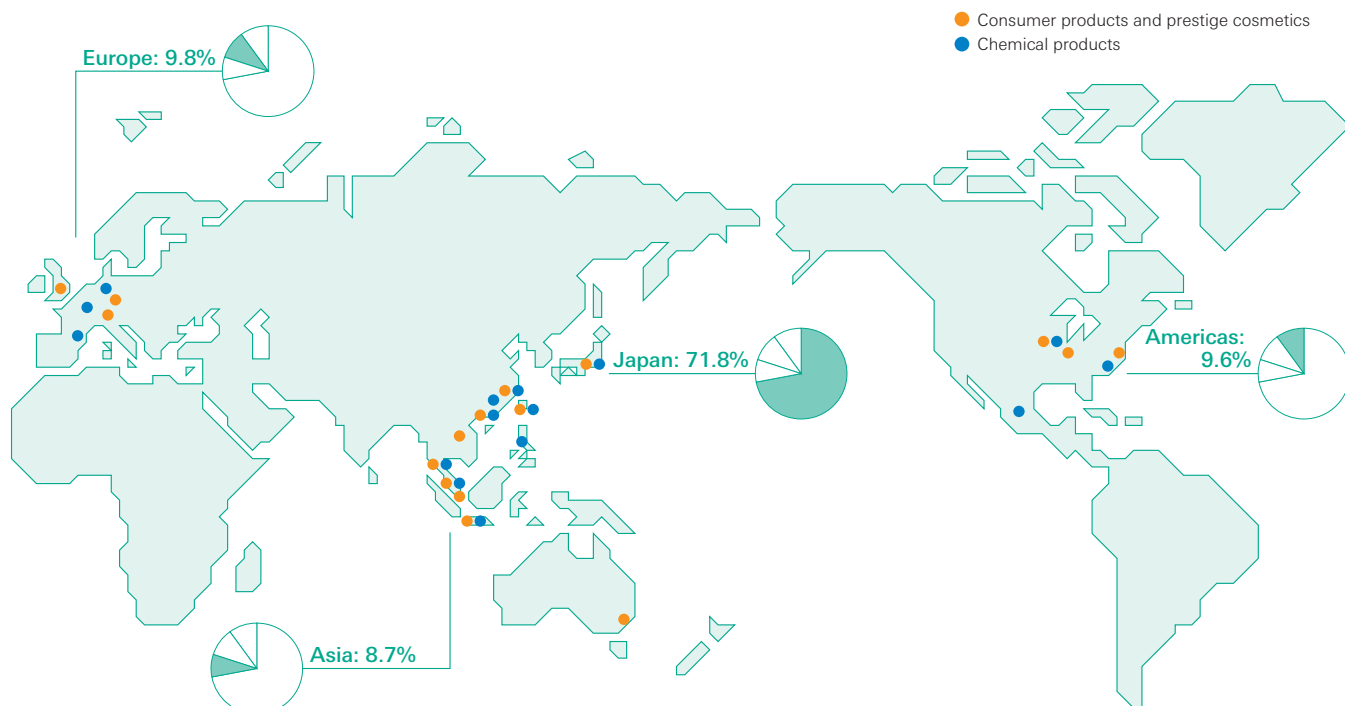 Consumer products and prestige cosmetics
Chemical products
Europe: 9.8%
Japan: 71.8%
Americas:
9.6%
Asia: 8.7%